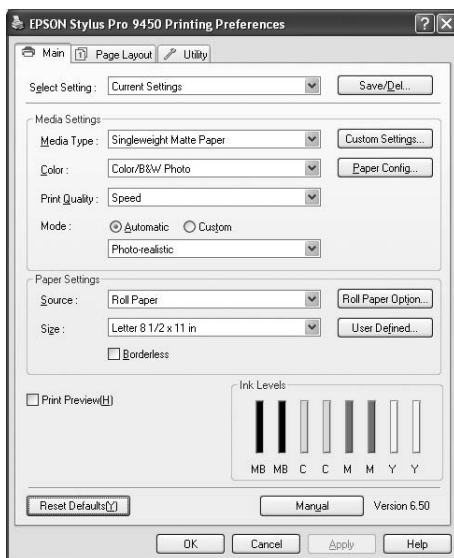 EPSON Stylus Pro 9450 Printing Preferences
Main Page Layout Utility
Select Setting : Current Settings Save/Del...
Media Settings
Media Type : Singleweight Matte Paper Custom Settings...
Color : Color/B&W Photo Paper Config...
Print Quality : Speed
Mode : Automatic Custom
Photo-realistic
Paper Settings
Source : Roll Paper Roll Paper Option...
Size : Letter 8 1/2 x 11 in User Defined...
Borderless
Print Preview(H)
Ink Levels
MB MB C C M M Y Y
Reset Defaults(Y) Manual Version 6.50
OK Cancel Apply Help